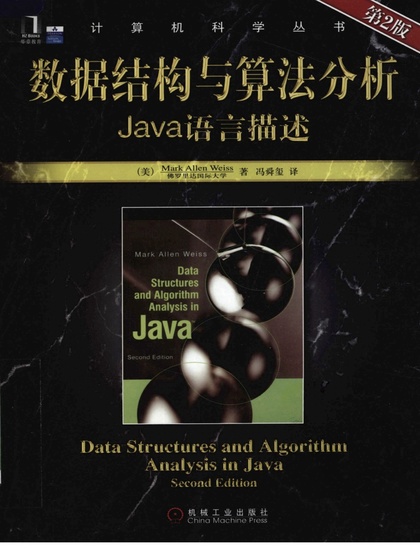 计算机科学丛书
第2版
数据结构与算法分析
Java语言描述
(美) Mark Allen Weiss 著 冯舜玺 译
佛罗里达国际大学
Mark Allen Weiss
Data
Structures
and Algorithm
Analysis in
Java™
Second Edition
Data Structures and Algorithm
Analysis in Java
Second Edition
机械工业出版社
China Machine Press